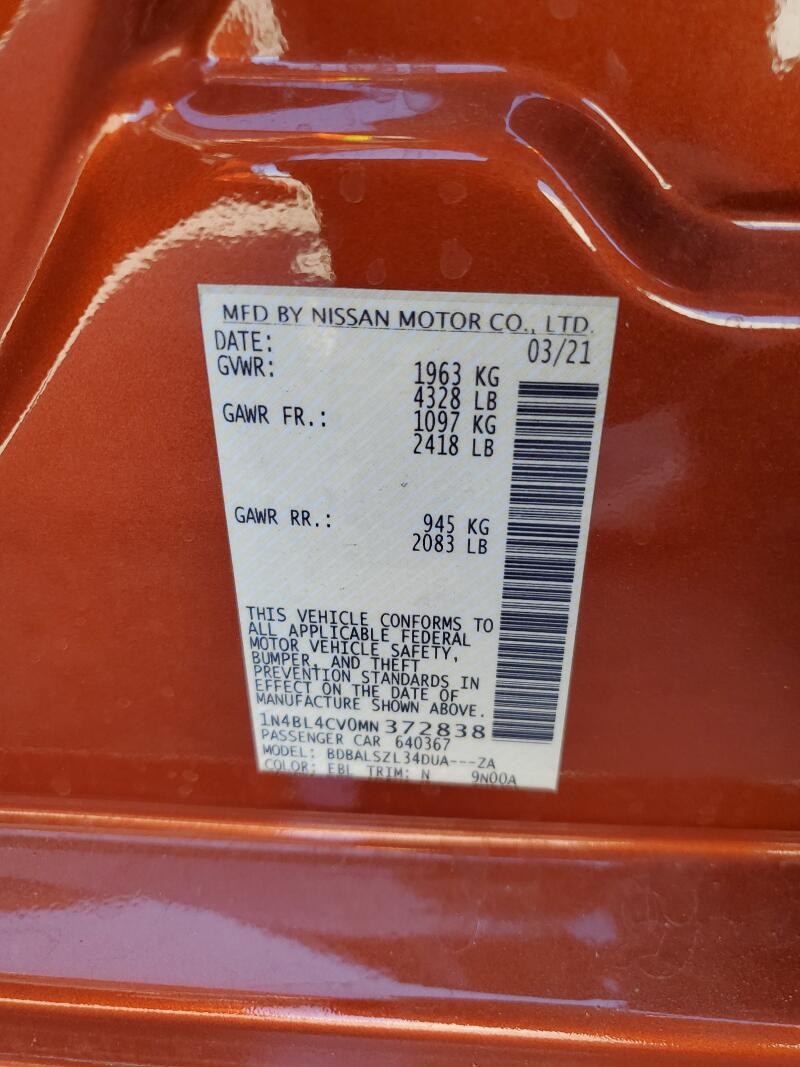 MFD BY NISSAN MOTOR CO., LTD.
DATE: 03/21
GVWR: 1963 KG
4328 LB
GAWR FR.: 1097 KG
2418 LB
GAWR RR.: 945 KG
2083 LB
THIS VEHICLE CONFORMS TO
ALL APPLICABLE FEDERAL
MOTOR VEHICLE SAFETY,
BUMPER, AND THEFT
PREVENTION STANDARDS IN
EFFECT ON THE DATE OF
MANUFACTURE SHOWN ABOVE.
1N4BL4CV0MN372838
PASSENGER CAR 640367
MODEL: BDBALSZL34DUA---ZA
COLOR: EBL TRIM: N 9N00A